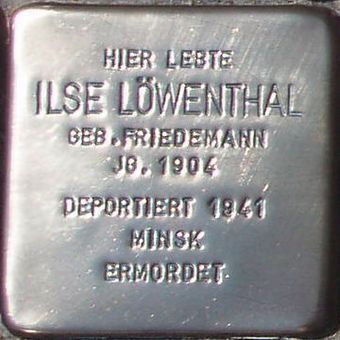 HIER LEBTE
ILSE LÖWENTHAL
GEB. FRIEDEMANN
JG. 1904
DEPORTIERT 1941
MINSK
ERMORDET